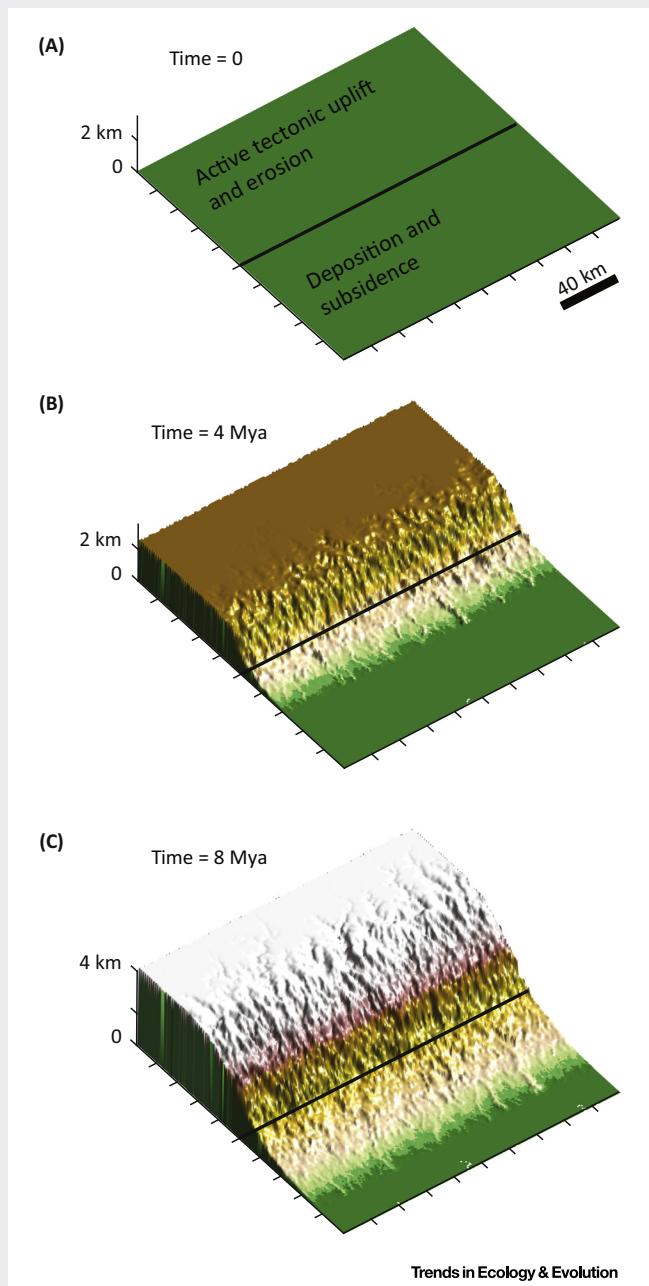 (A)
Time = 0
2 km
0
Active tectonic uplift
and erosion
Deposition and
subsidence
40 km
(B)
Time = 4 Mya
2 km
0
(C)
Time = 8 Mya
4 km
0
Trends in Ecology & Evolution